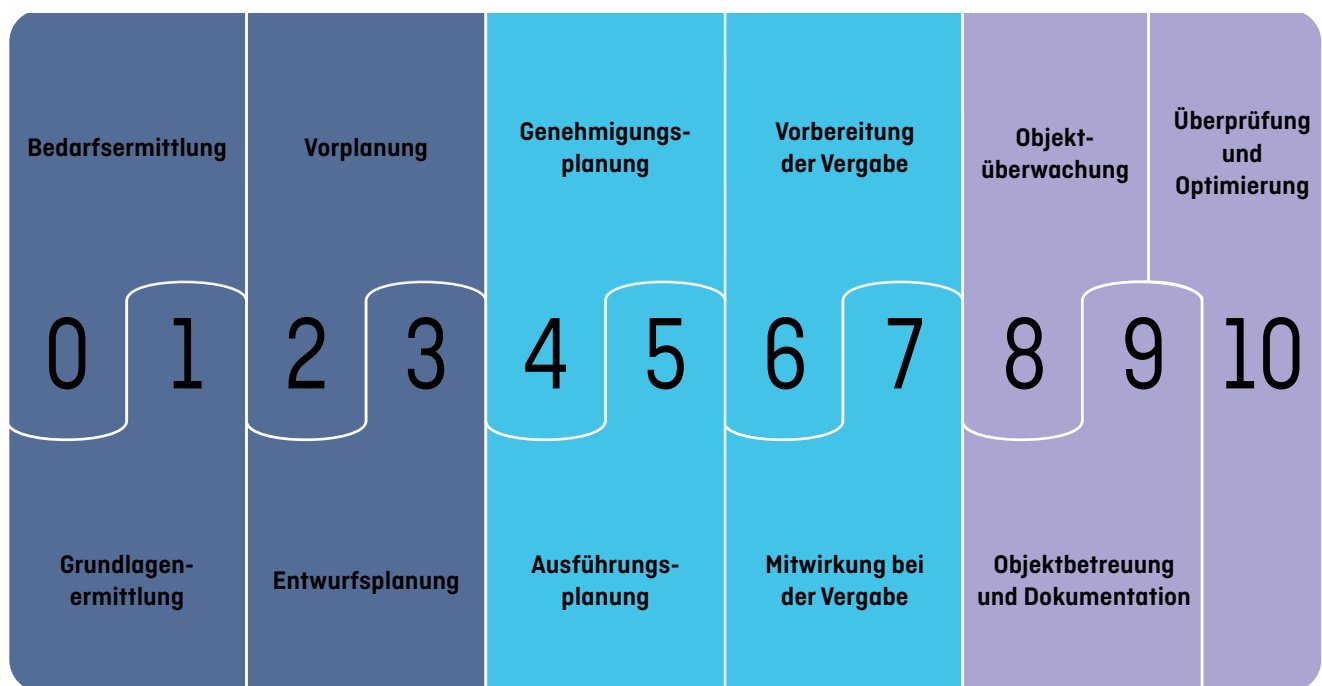 Bedarfsermittlung
Vorplanung
Genehmigungs-
planung
Vorbereitung
der Vergabe
Objekt-
überwachung
Überprüfung
und
Optimierung
0 1 2 3 4 5 6 7 8 9 10
Grundlagen-
ermittlung
Entwurfsplanung
Ausführungs-
planung
Mitwirkung bei
der Vergabe
Objektbetreuung
und Dokumentation